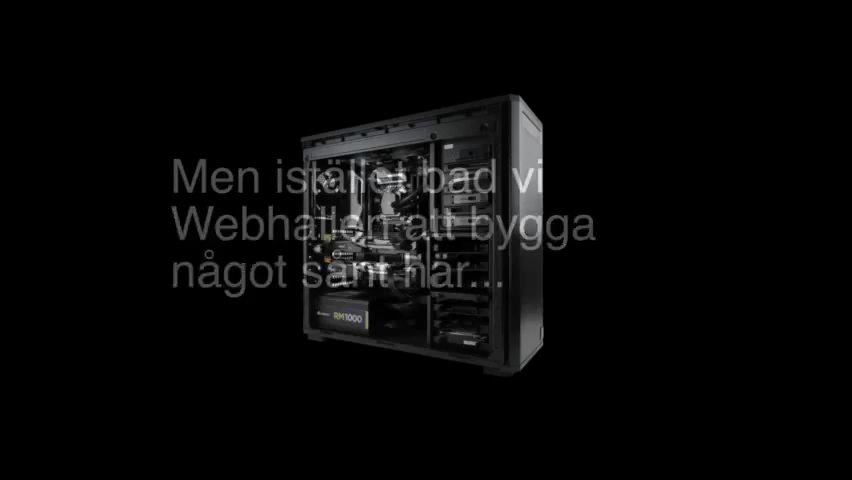 Men istället bad vi
Webhallen att bygga
något sånt här...
RM1000